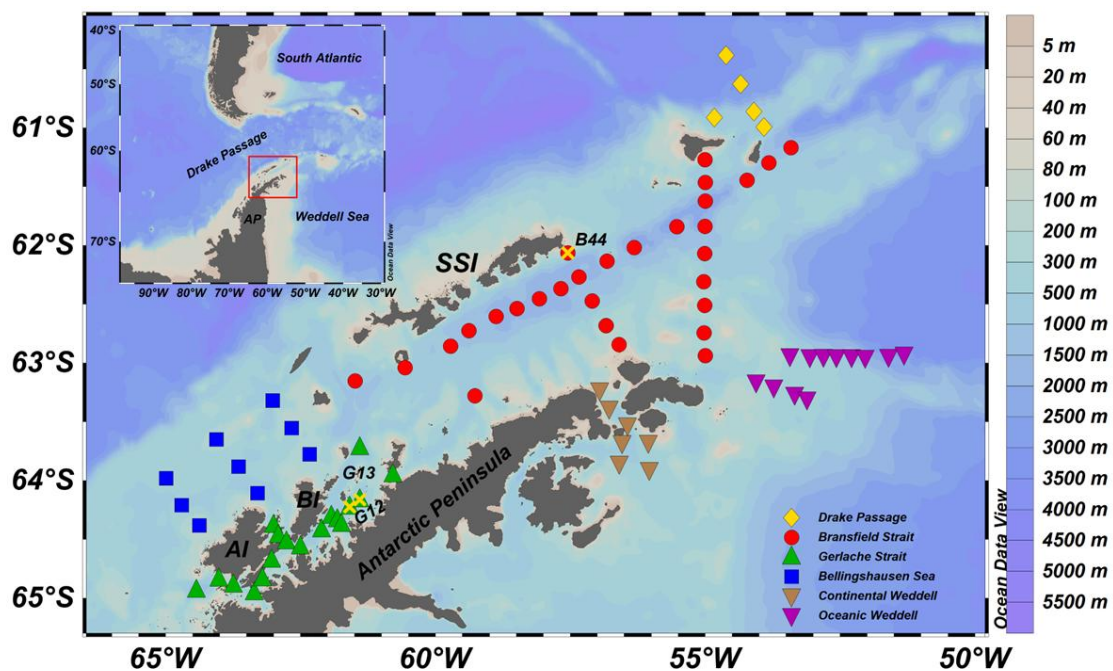 40°S
50°S
60°S
70°S
90°W 80°W 70°W 60°W 50°W 40°W 30°W
South Atlantic
Drake Passage
AP
Weddell Sea
Ocean Data View
61°S
62°S
63°S
64°S
65°S
65°W 60°W 55°W 50°W
B44
SSI
G13
G12
BI
AI
Antarctic Peninsula
Drake Passage
Bransfield Strait
Gerlache Strait
Bellingshausen Sea
Continental Weddell
Oceanic Weddell
Ocean Data View
5 m
20 m
40 m
60 m
80 m
100 m
200 m
300 m
500 m
1000 m
1500 m
2000 m
2500 m
3000 m
3500 m
4000 m
4500 m
5000 m
5500 m